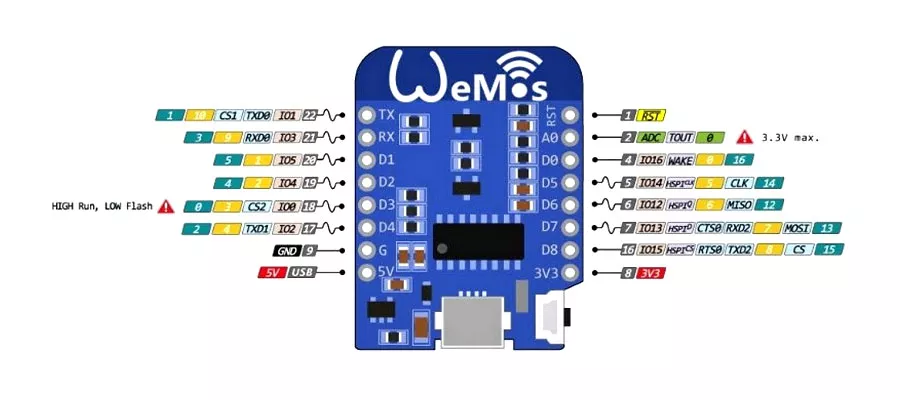 WeMos
1 10 CS1 TXD0 IO1 22 TX RST 1 RST
3 9 RXD0 IO3 21 RX A0 2 ADC TOUT 0 3.3V max.
5 1 IO5 20 D1 D0 4 IO16 WAKE 0 16
4 2 IO4 19 D2 D5 5 IO14 HSPICLK 5 CLK 14
HIGH Run, LOW Flash 0 3 CS2 IO0 18 D3 D6 6 IO12 HSPIQ 6 MISO 12
2 4 TXD1 IO2 17 D4 D7 7 IO13 HSPID CTS0 RXD2 7 MOSI 13
GND 9 G D8 16 IO15 HSPICS RTS0 TXD2 8 CS 15
5V USB 5V 3V3 8 3V3